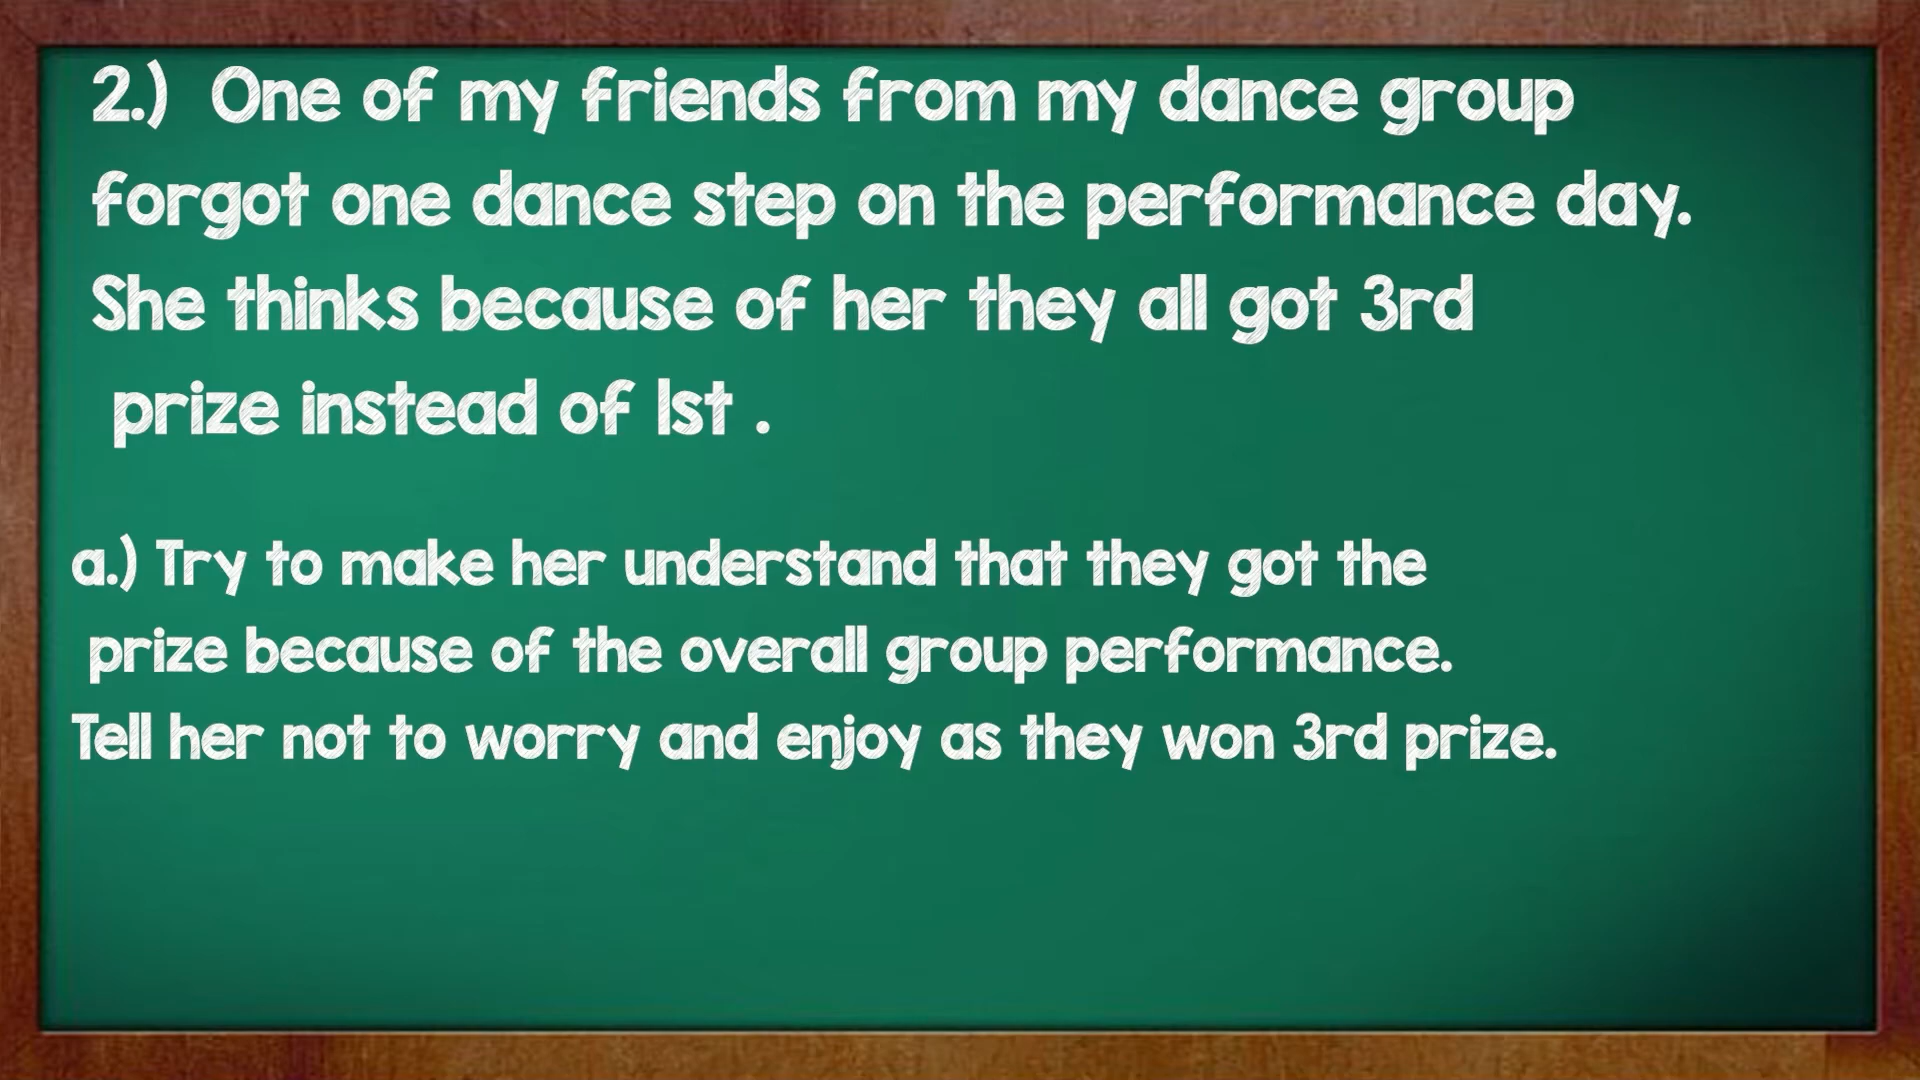 2.) One of my friends from my dance group
forgot one dance step on the performance day.
She thinks because of her they all got 3rd
prize instead of 1st .
a.) Try to make her understand that they got the
prize because of the overall group performance.
Tell her not to worry and enjoy as they won 3rd prize.